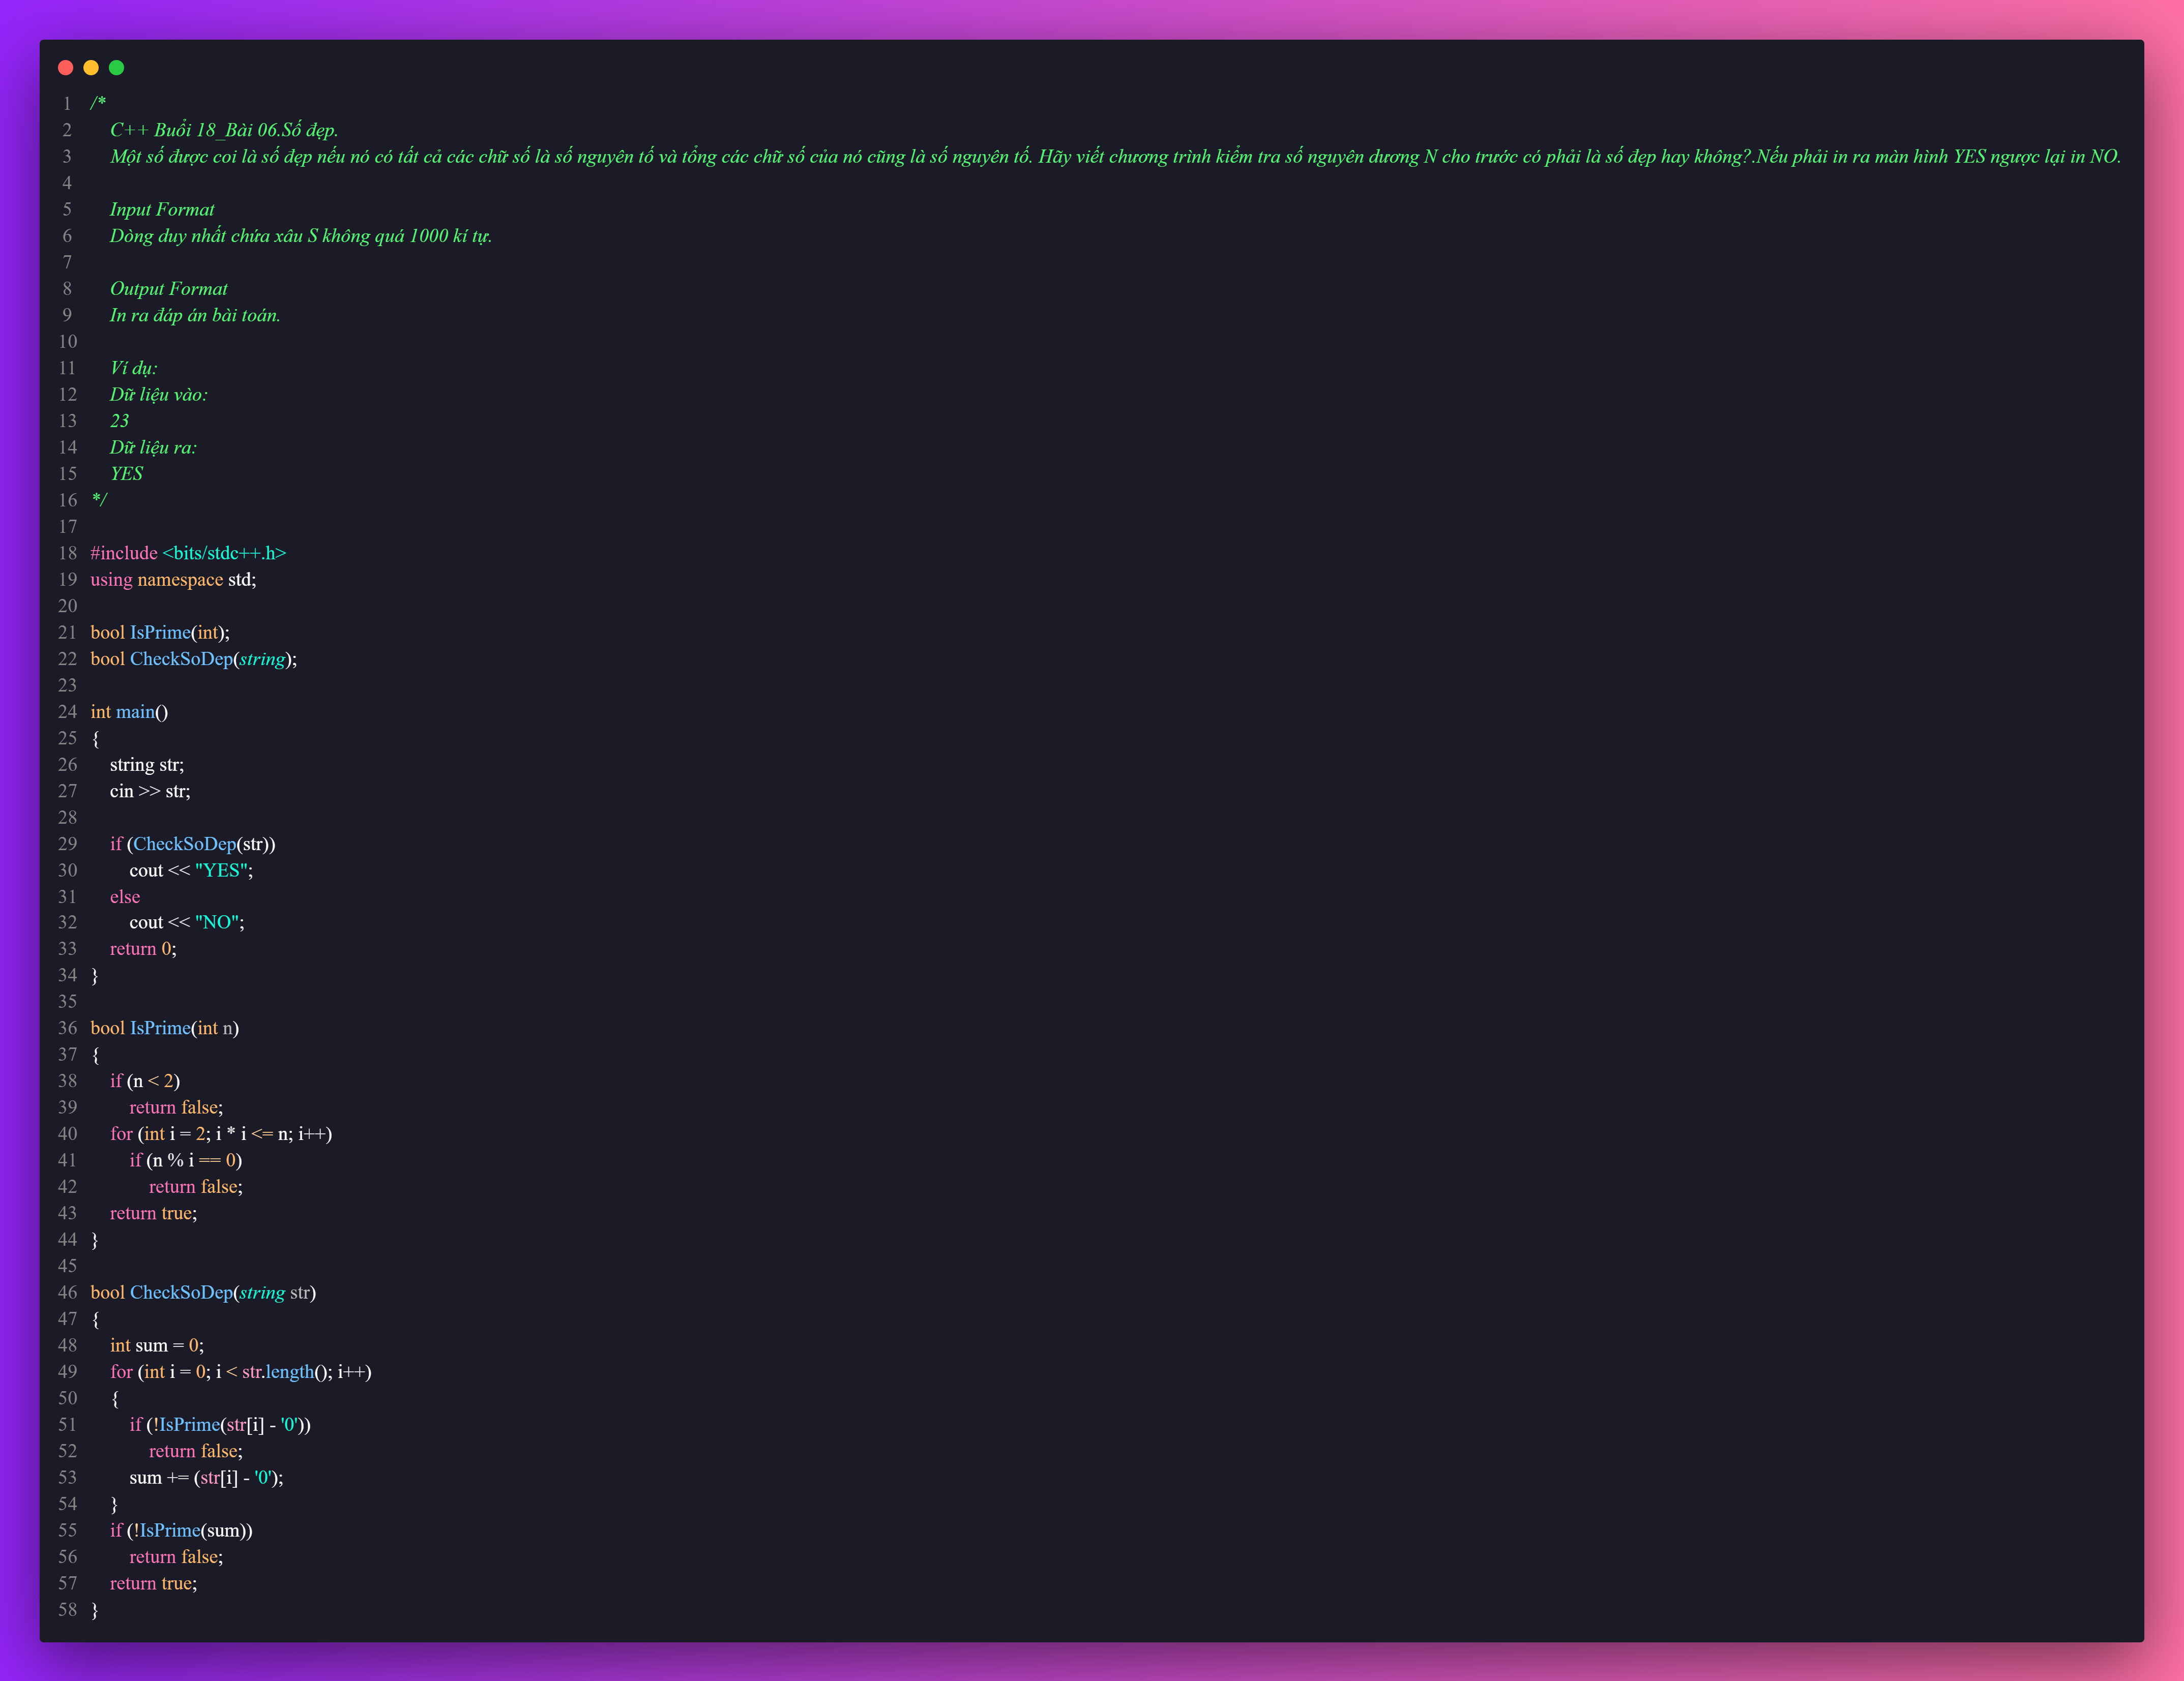 1 /*
2 C++ Buổi 18_Bài 06.Số đẹp.
3 Một số được coi là số đẹp nếu nó có tất cả các chữ số là số nguyên tố và tổng các chữ số của nó cũng là số nguyên tố. Hãy viết chương trình kiểm tra số nguyên dương N cho trước có phải là số đẹp hay không?.Nếu phải in ra màn hình YES ngược lại in NO.
4
5 Input Format
6 Dòng duy nhất chứa xâu S không quá 1000 kí tự.
7
8 Output Format
9 In ra đáp án bài toán.
10
11 Ví dụ:
12 Dữ liệu vào:
13 23
14 Dữ liệu ra:
15 YES
16 */
17
18 #include <bits/stdc++.h>
19 using namespace std;
20
21 bool IsPrime(int);
22 bool CheckSoDep(string);
23
24 int main()
25 {
26 string str;
27 cin >> str;
28
29 if (CheckSoDep(str))
30 cout << "YES";
31 else
32 cout << "NO";
33 return 0;
34 }
35
36 bool IsPrime(int n)
37 {
38 if (n < 2)
39 return false;
40 for (int i = 2; i * i <= n; i++)
41 if (n % i == 0)
42 return false;
43 return true;
44 }
45
46 bool CheckSoDep(string str)
47 {
48 int sum = 0;
49 for (int i = 0; i < str.length(); i++)
50 {
51 if (!IsPrime(str[i] - '0'))
52 return false;
53 sum += (str[i] - '0');
54 }
55 if (!IsPrime(sum))
56 return false;
57 return true;
58 }